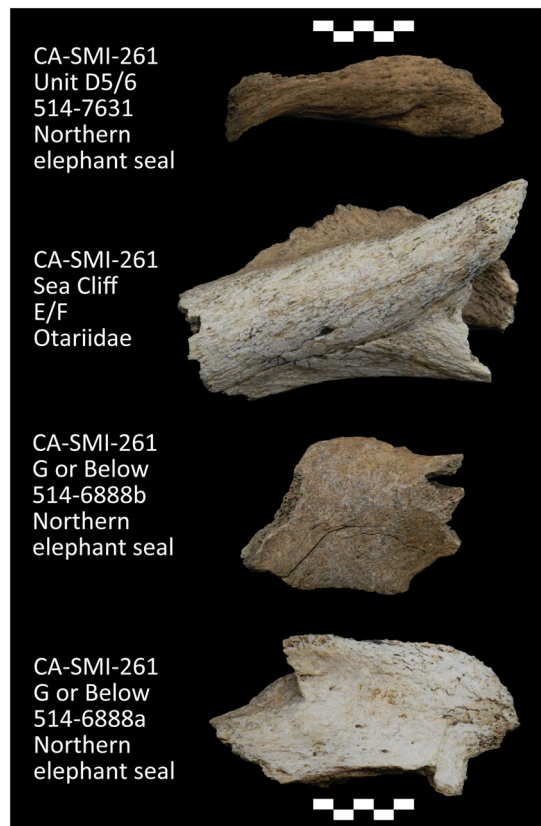 CA-SMI-261
Unit D5/6
514-7631
Northern
elephant seal
CA-SMI-261
Sea Cliff
E/F
Otariidae
CA-SMI-261
G or Below
514-6888b
Northern
elephant seal
CA-SMI-261
G or Below
514-6888a
Northern
elephant seal